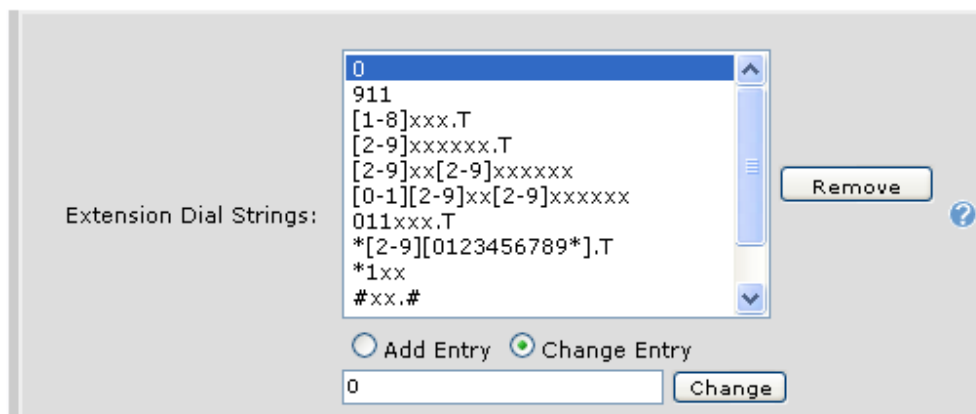 0
911
[1-8]xxx.T
[2-9]xxxxxx.T
[2-9]xx[2-9]xxxxxx
[0-1][2-9]xx[2-9]xxxxxx
011xxx.T
*[2-9][0123456789*].T
*1xx
#xx.#
Extension Dial Strings:
Remove
?
Add Entry Change Entry
0 Change